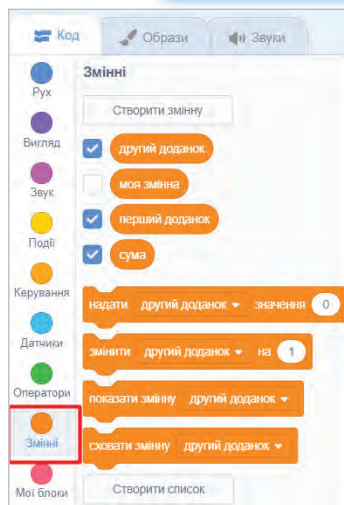 Код Образи Звуки
Рух
Вигляд
Звук
Події
Керування
Датчики
Оператори
Змінні
Мої блоки
Змінні
Створити змінну
другий доданок
моя змінна
перший доданок
сума
надати другий доданок значення 0
змінити другий доданок на 1
показати змінну другий доданок
сховати змінну другий доданок
Створити список